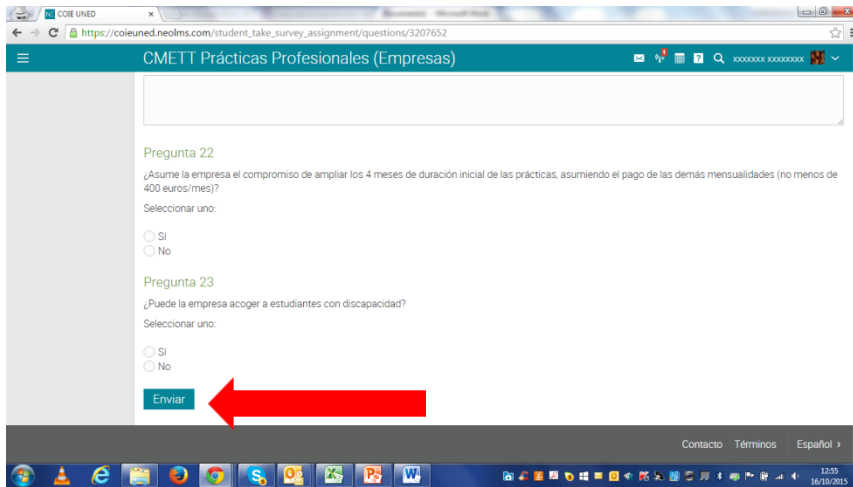 COIE UNED
https://coieuned.neolms.com/student_take_survey_assignment/questions/3207652
CMETT Prácticas Profesionales (Empresas)
xxxxxxx xxxxxxxx
Pregunta 22
¿Asume la empresa el compromiso de ampliar los 4 meses de duración inicial de las prácticas, asumiendo el pago de las demás mensualidades (no menos de
400 euros/mes)?
Seleccionar uno:
Sí
No
Pregunta 23
¿Puede la empresa acoger a estudiantes con discapacidad?
Seleccionar uno:
Sí
No
Enviar
Contacto Términos Español ›
12:55
16/10/2015